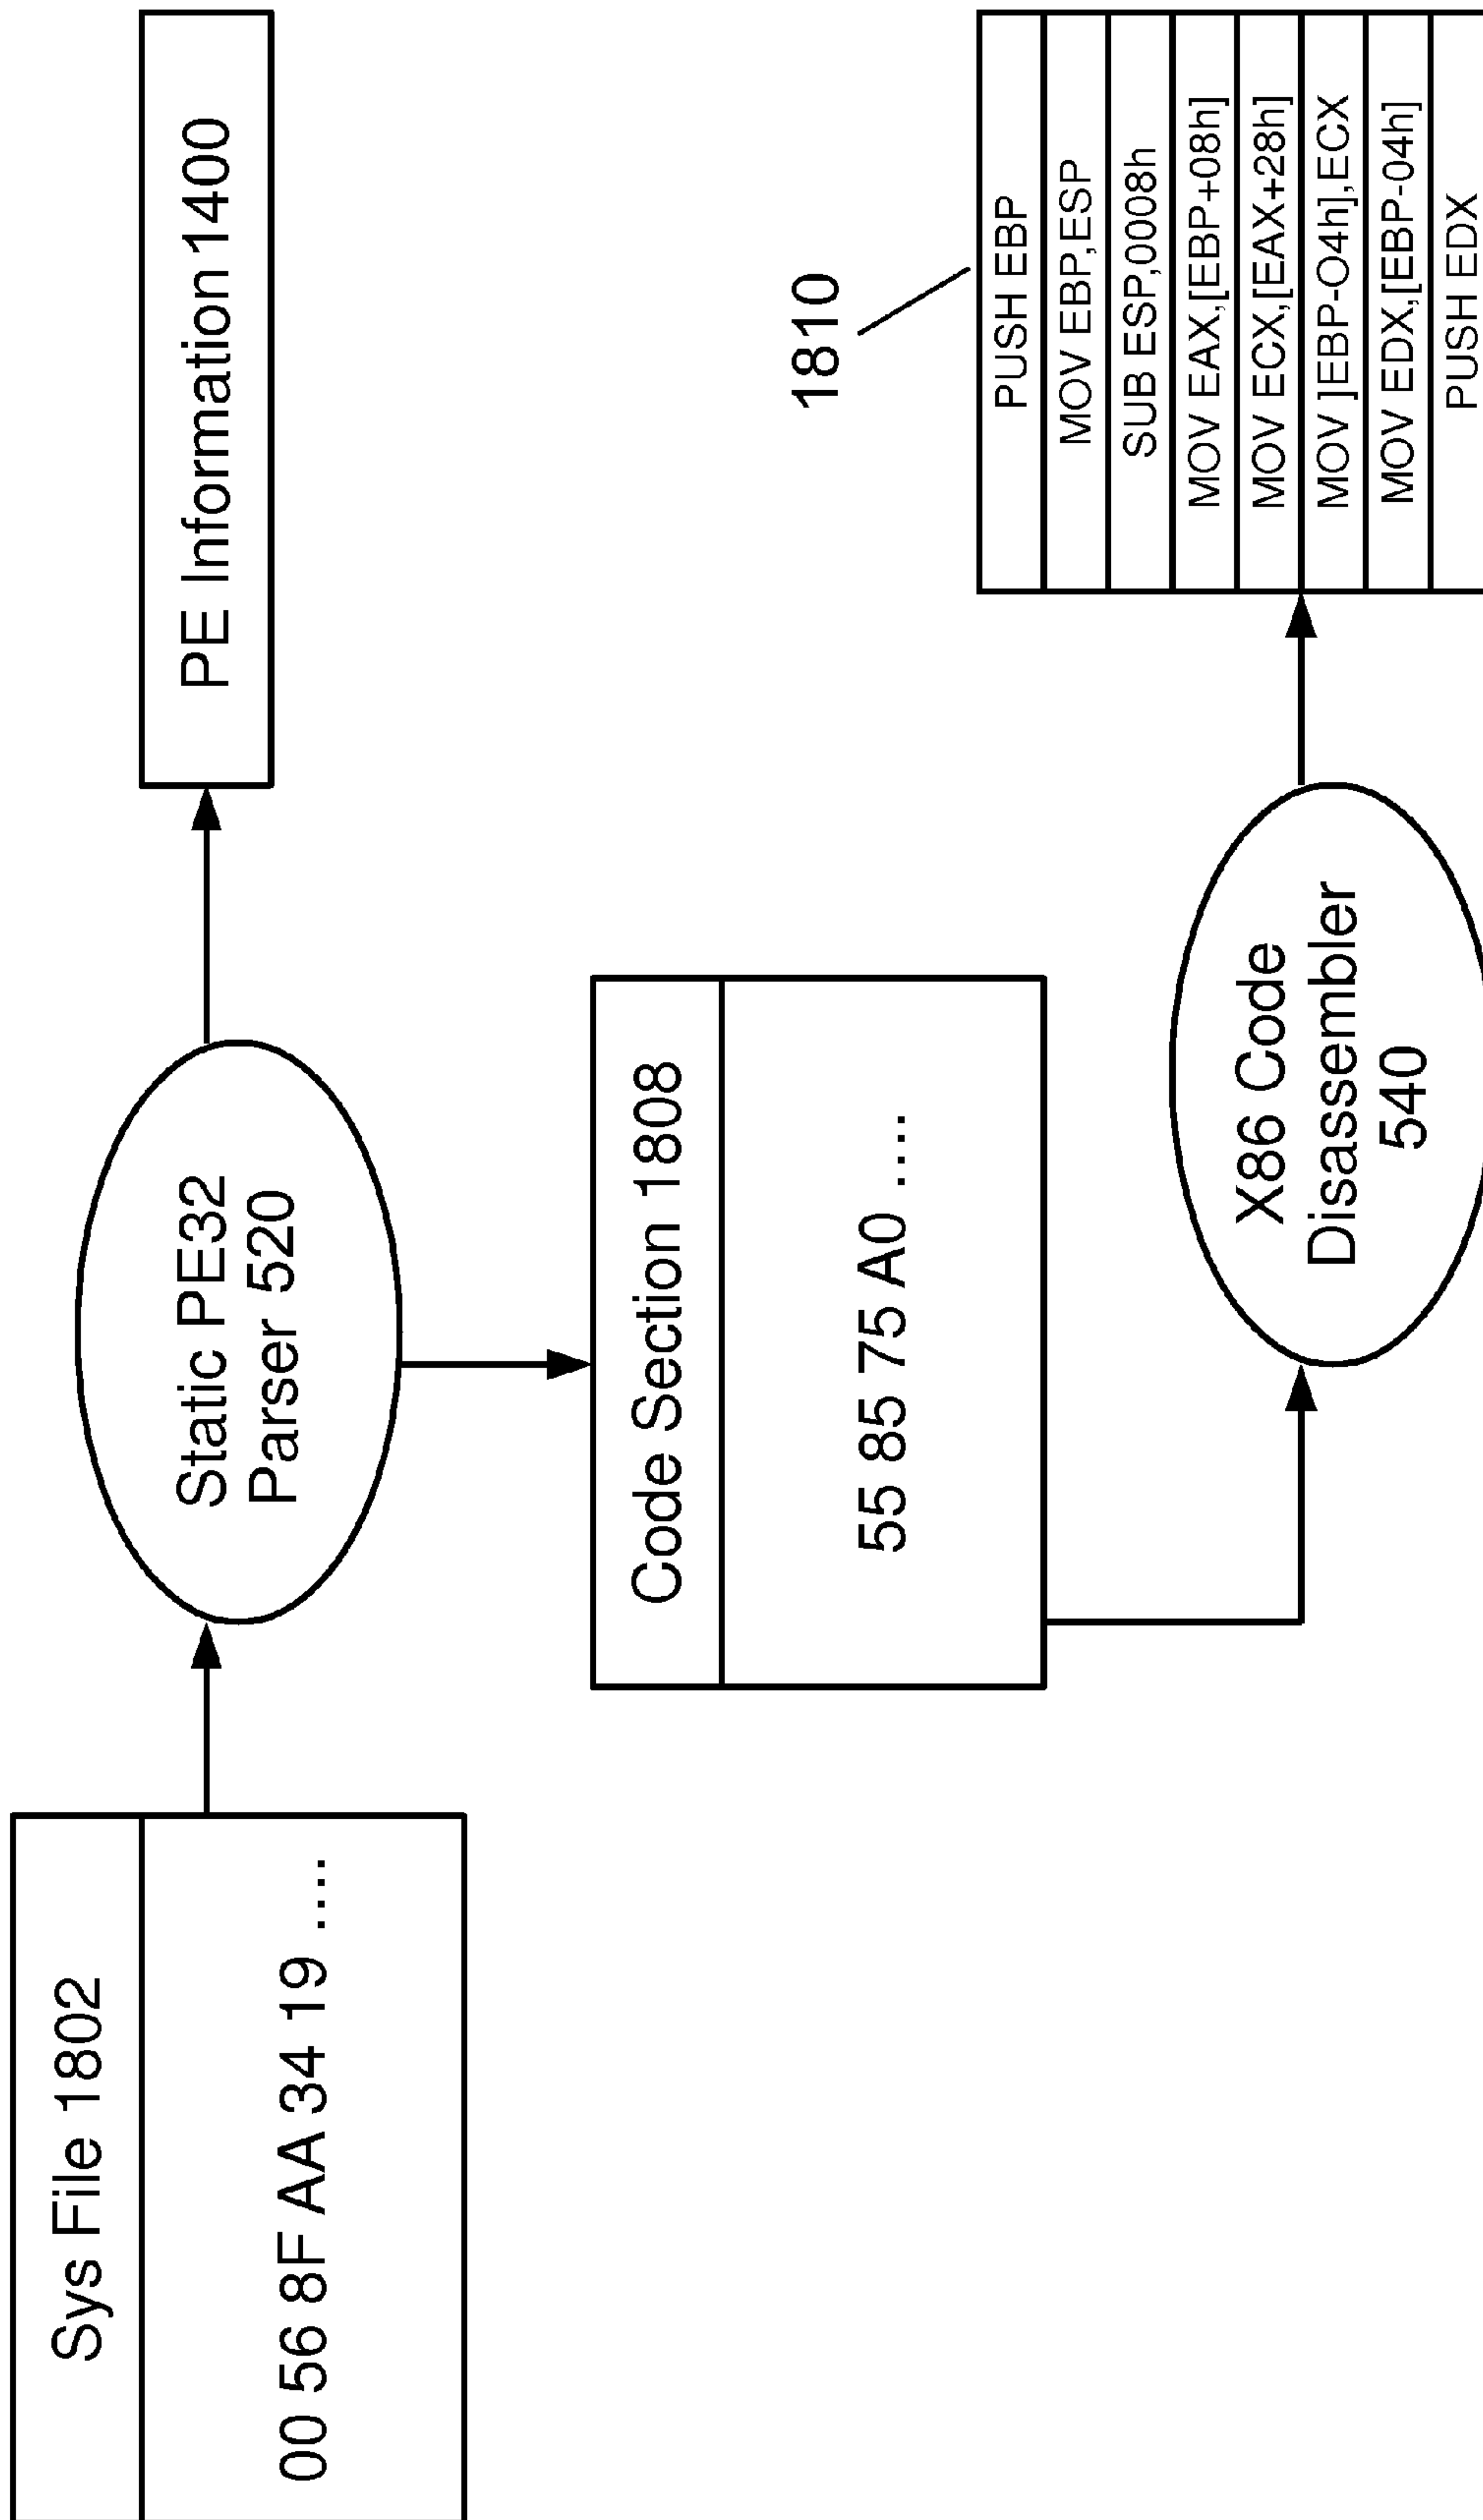 Sys File 1802
00 56 8F AA 34 19 ....
Static PE32
Parser 520
PE Information 1400
Code Section 1808
55 85 75 A0 ....
X86 Code
Disassembler
540
1810
PUSH EBP
MOV EBP,ESP
SUB ESP,0008h
MOV EAX,[EBP+08h]
MOV ECX,[EAX+28h]
MOV ]EBP-O4h],ECX
MOV EDX,[EBP-04h]
PUSH EDX